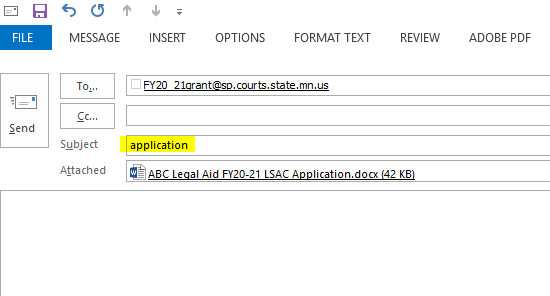 FILE MESSAGE INSERT OPTIONS FORMAT TEXT REVIEW ADOBE PDF
To... FY20_21grant@sp.courts.state.mn.us
Cc...
Send
Subject application
Attached ABC Legal Aid FY20-21 LSAC Application.docx (42 KB)